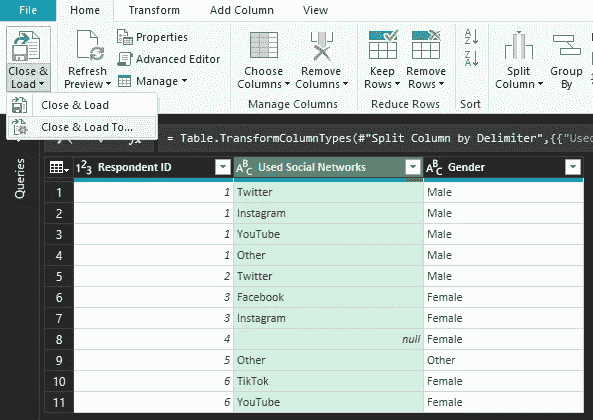 File Home Transform Add Column View
Close & Load
Refresh Preview
Properties
Advanced Editor
Manage
Choose Columns
Remove Columns
Manage Columns
Keep Rows
Remove Rows
Reduce Rows
Sort
Split Column
Group By
Close & Load
Close & Load To...
= Table.TransformColumnTypes(#"Split Column by Delimiter",{{"Used
Queries
Respondent ID Used Social Networks Gender
1 1 Twitter Male
2 1 Instagram Male
3 1 YouTube Male
4 1 Other Male
5 2 Twitter Male
6 3 Facebook Female
7 3 Instagram Female
8 4 null Female
9 5 Other Other
10 6 TikTok Female
11 6 YouTube Female